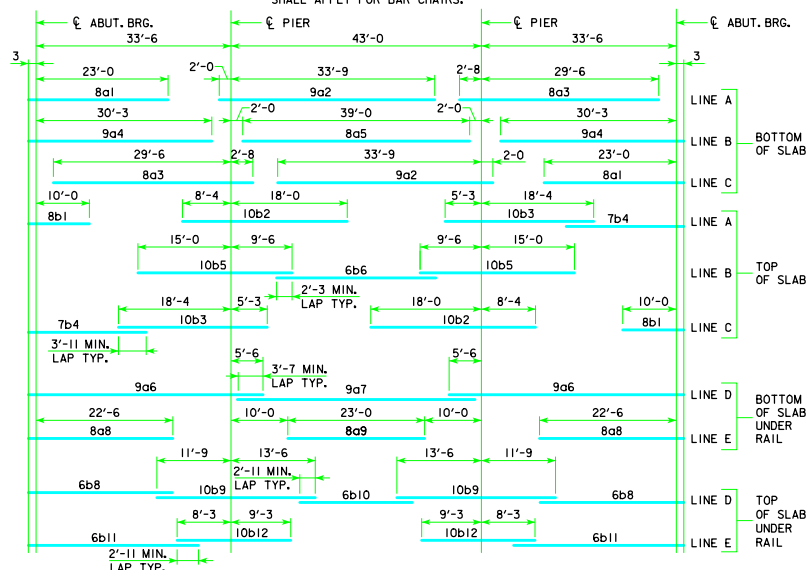 SHALL APPLY FOR BAR CHAIRS.
℄ ABUT. BRG. ℄ PIER ℄ PIER ℄ ABUT. BRG.
33'-6 43'-0 33'-6
3 2'-0 3
23'-0 33'-9 2'-8 29'-6
8a1 9a2 8a3 LINE A
30'-3 2'-0 39'-0 2'-0 30'-3
9a4 8a5 9a4 LINE B
BOTTOM
OF SLAB
29'-6 2'-8 33'-9 2-0 23'-0
8a3 9a2 8a1 LINE C
10'-0 8'-4 18'-0 5'-3 18'-4
8b1 10b2 10b3 7b4 LINE A
15'-0 9'-6 9'-6 15'-0
10b5 6b6 10b5 LINE B
TOP
OF SLAB
2'-3 MIN.
LAP TYP.
18'-4 5'-3 18'-0 8'-4 10'-0
7b4 10b3 10b2 8b1 LINE C
3'-11 MIN.
LAP TYP.
5'-6 5'-6
3'-7 MIN.
LAP TYP.
9a6 9a7 9a6 LINE D
22'-6 10'-0 23'-0 10'-0 22'-6
8a8 8a9 8a8 LINE E
BOTTOM
OF SLAB
UNDER
RAIL
11'-9 13'-6 13'-6 11'-9
2'-11 MIN.
LAP TYP.
6b8 10b9 6b10 10b9 6b8 LINE D
8'-3 9'-3 9'-3 8'-3
6b11 10b12 10b12 6b11 LINE E
TOP
OF SLAB
UNDER
RAIL
2'-11 MIN.
LAP TYP.